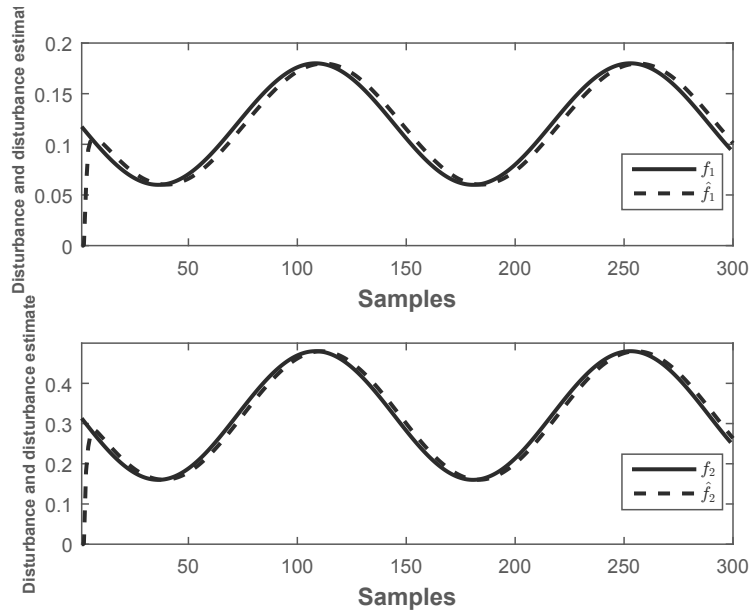 Disturbance and disturbance estimate
0.2
0.15
0.1
0.05
0
f₁
f̂₁
50
100
150
200
250
300
Samples
Disturbance and disturbance estimate
0.4
0.3
0.2
0.1
0
f₂
f̂₂
50
100
150
200
250
300
Samples